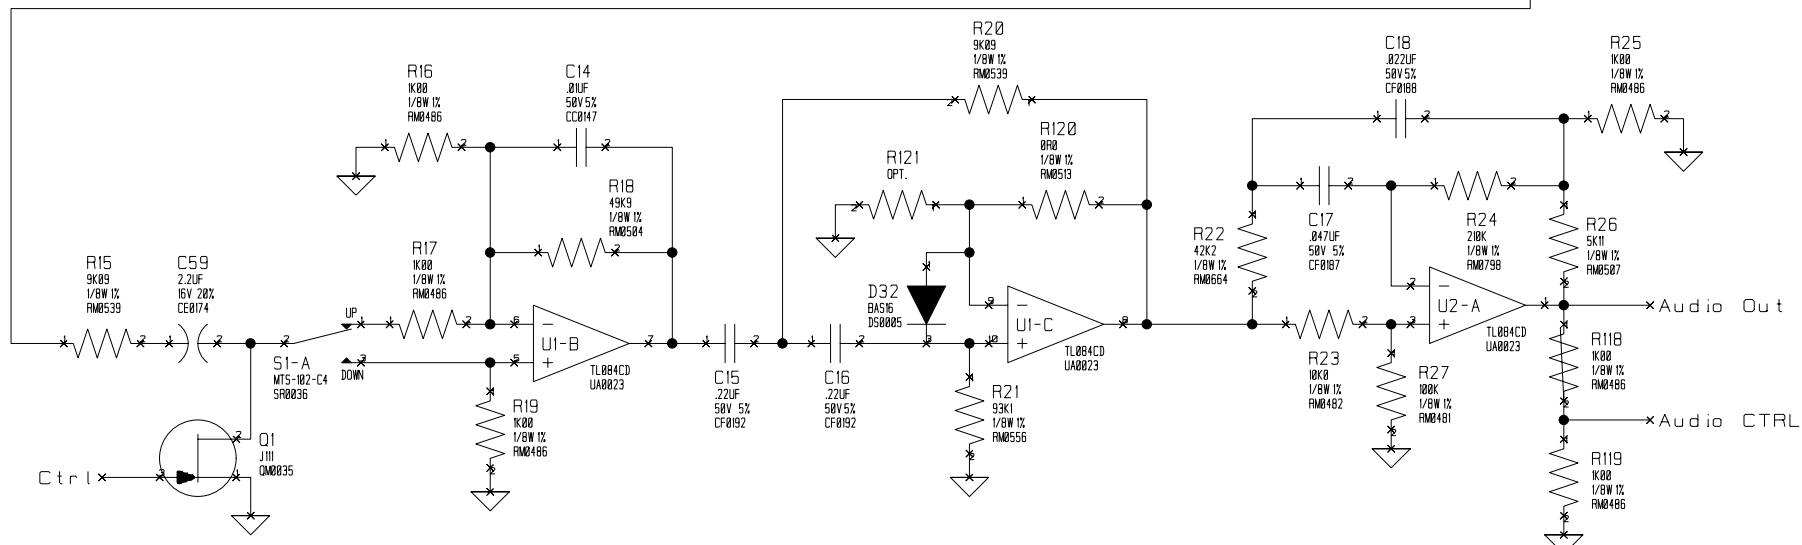 R20
9K09
1/8W 1%
RM0539
C18
.022UF
50V 5%
CF0188
R25
1K00
1/8W 1%
RM0486
R16
1K00
1/8W 1%
RM0486
C14
.01UF
50V 5%
CC0147
R120
0R0
1/8W 1%
RM0513
R121
OPT.
R18
49K9
1/8W 1%
RM0504
C17
.047UF
50V 5%
CF0187
R24
210K
1/8W 1%
RM0798
R26
5K11
1/8W 1%
RM0507
R22
42K2
1/8W 1%
RM0664
R17
1K00
1/8W 1%
RM0486
R15
9K09
1/8W 1%
RM0539
C59
2.2UF
16V 20%
CE0174
D32
BAS16
DS0005
UP
DOWN
S1-A
MTS-102-C4
SR0036
U1-B
TL084CD
UA0023
U1-C
TL084CD
UA0023
U2-A
TL084CD
UA0023
Audio Out
C15
.22UF
50V 5%
CF0192
C16
.22UF
50V 5%
CF0192
R23
10K0
1/8W 1%
RM0482
R27
100K
1/8W 1%
RM0481
R118
1K00
1/8W 1%
RM0486
R19
1K00
1/8W 1%
RM0486
R21
93K1
1/8W 1%
RM0556
Audio CTRL
Q1
J111
QM0035
Ctrl
R119
1K00
1/8W 1%
RM0486